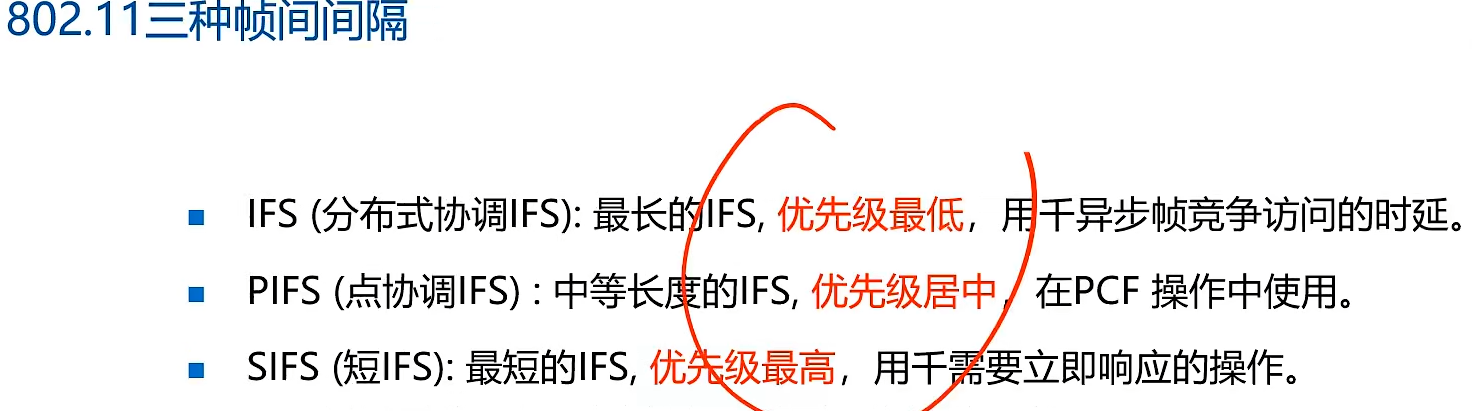 802.11三种帧间间隔
IFS (分布式协调IFS): 最长的IFS, 优先级最低，用千异步帧竞争访问的时延。
PIFS (点协调IFS) : 中等长度的IFS, 优先级居中，在PCF 操作中使用。
SIFS (短IFS): 最短的IFS, 优先级最高，用千需要立即响应的操作。